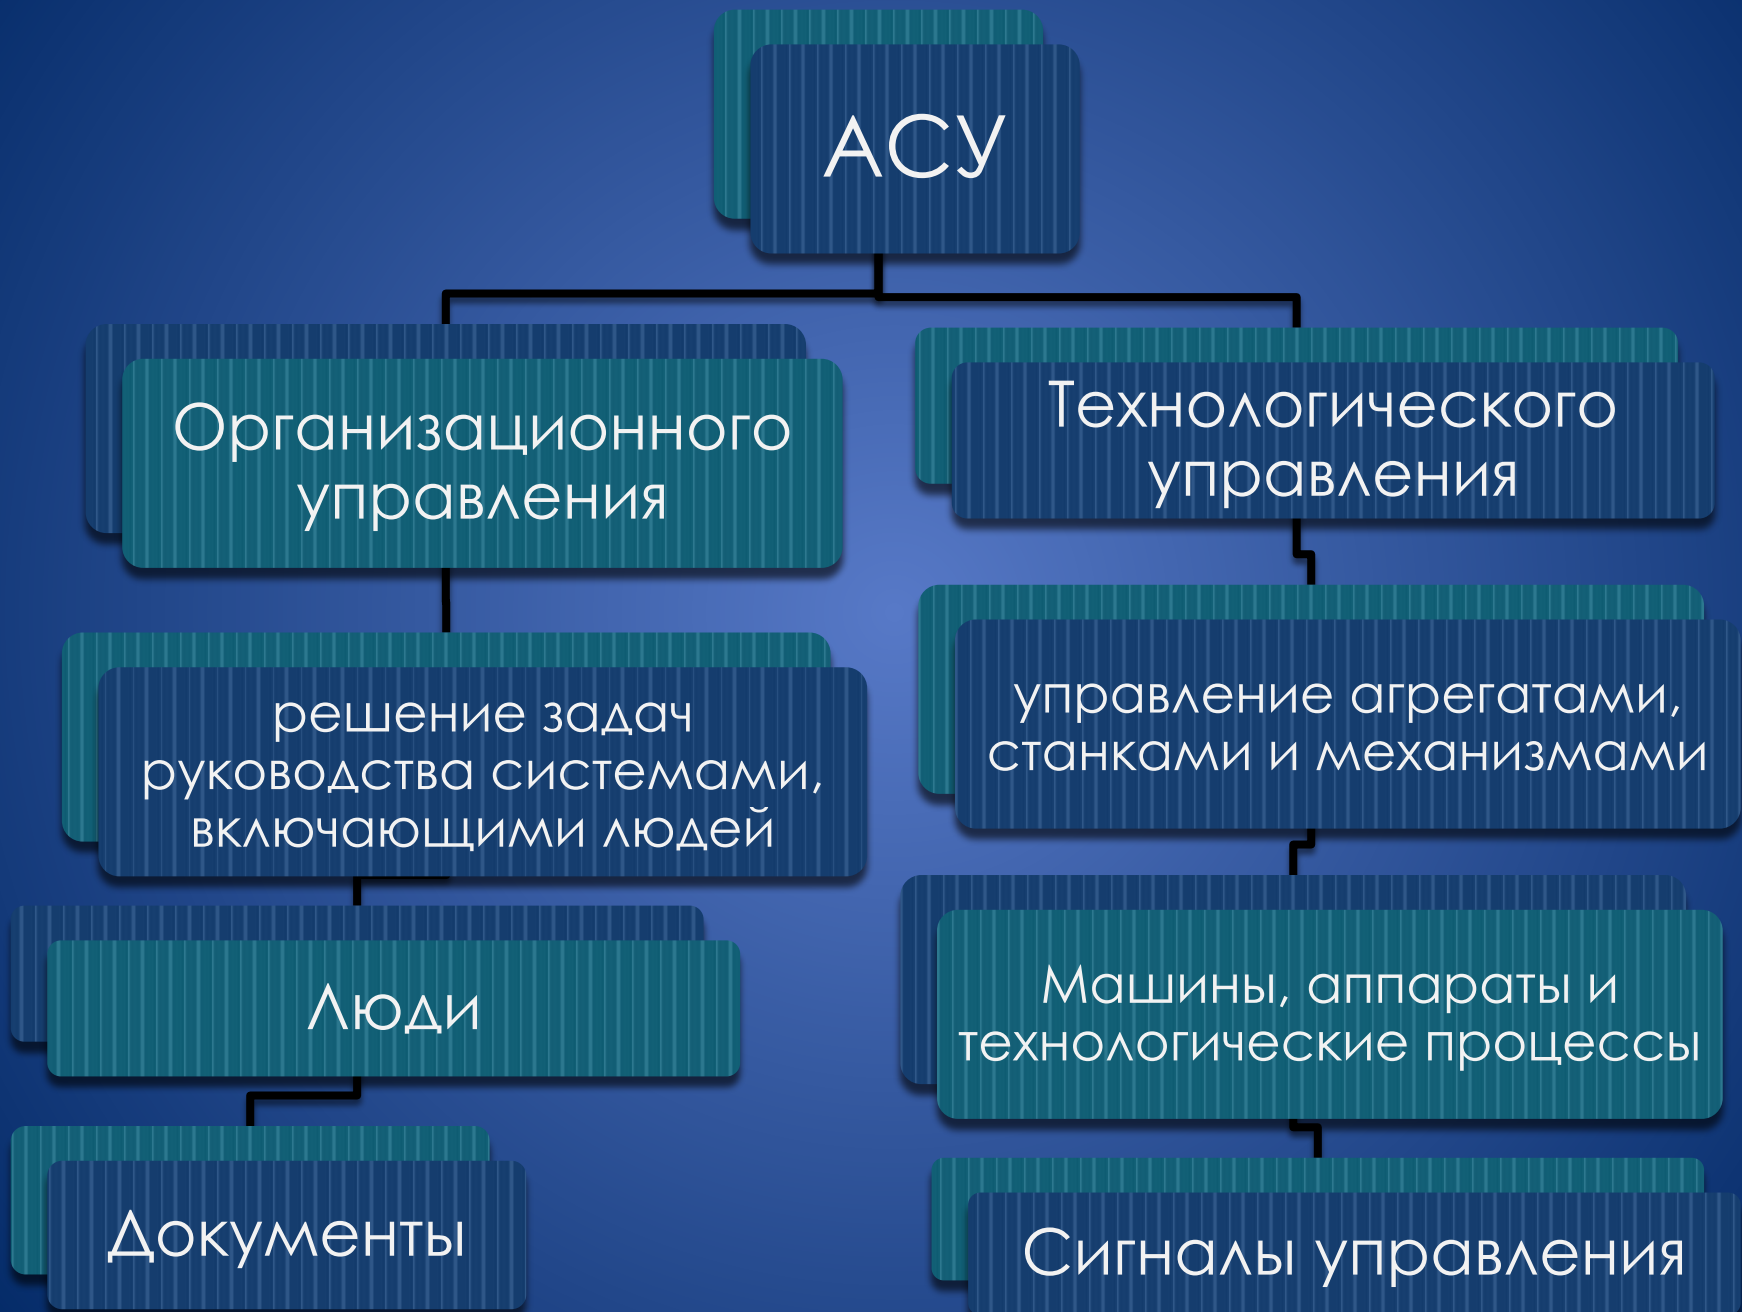 АСУ
Организационного
управления
решение задач
руководства системами,
включающими людей
Люди
Документы
Технологического
управления
управление агрегатами,
станками и механизмами
Машины, аппараты и
технологические процессы
Сигналы управления